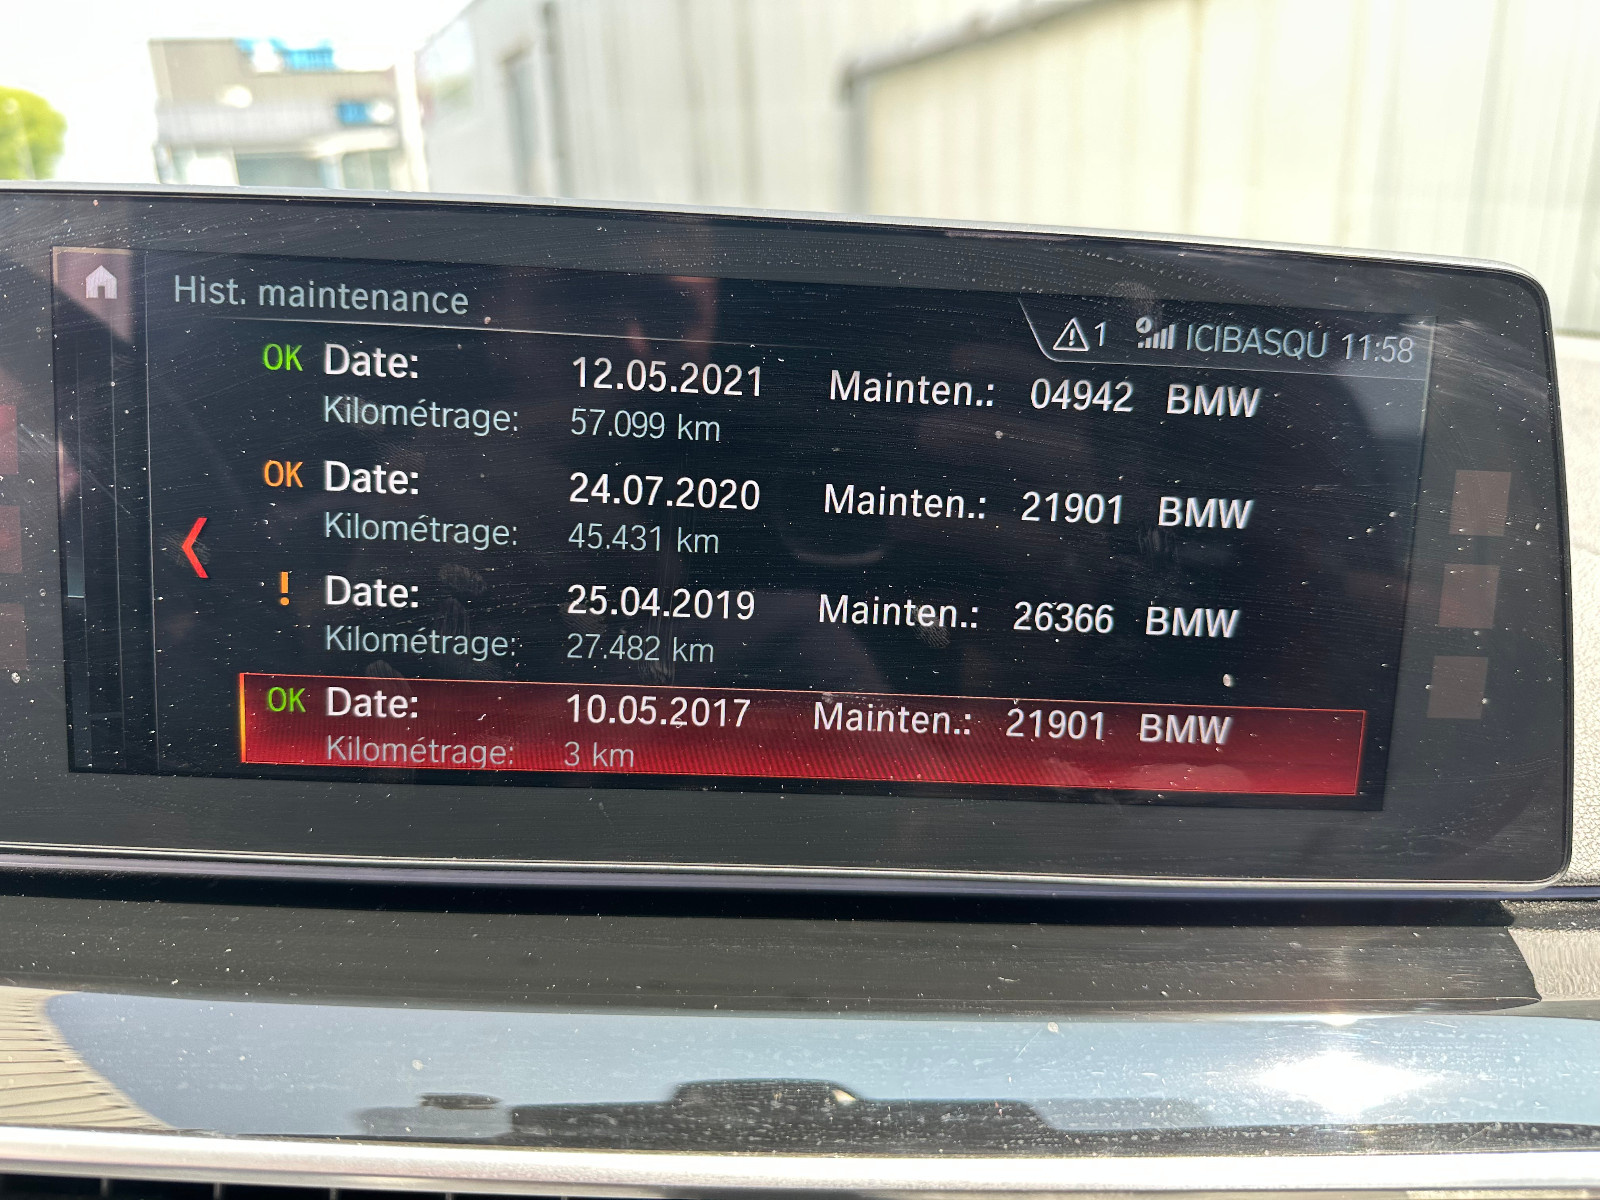 Hist. maintenance
1 ICIBASQU 11:58
OK Date: 12.05.2021 Mainten.: 04942 BMW
Kilométrage: 57.099 km
OK Date: 24.07.2020 Mainten.: 21901 BMW
Kilométrage: 45.431 km
! Date: 25.04.2019 Mainten.: 26366 BMW
Kilométrage: 27.482 km
OK Date: 10.05.2017 Mainten.: 21901 BMW
Kilométrage: 3 km